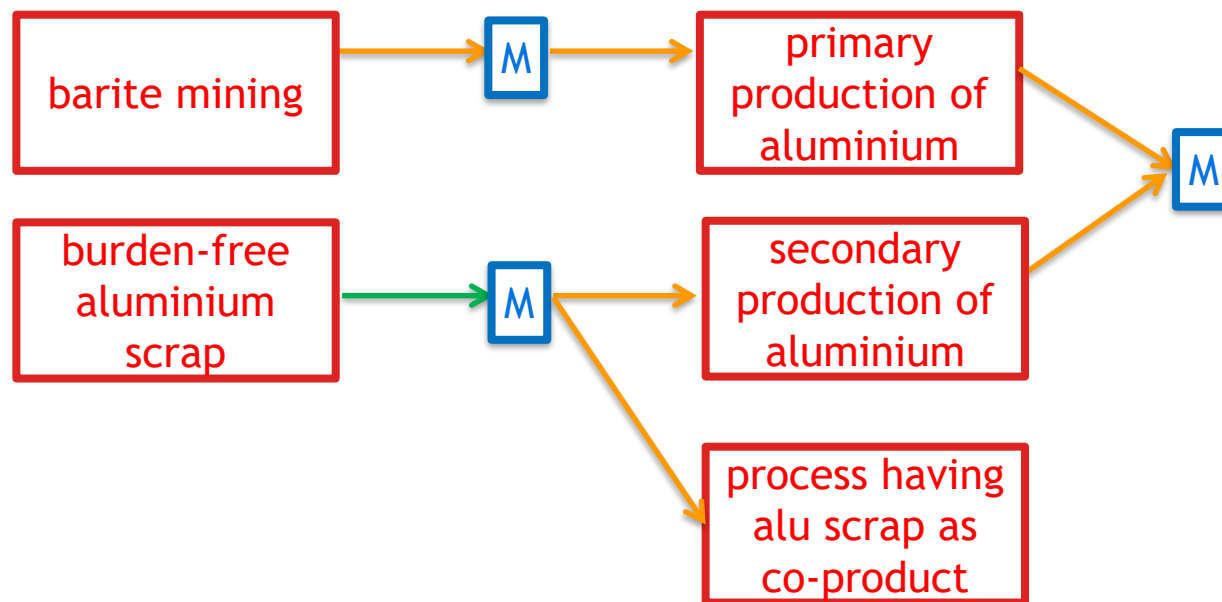 barite mining
M
primary
production of
aluminium
M
burden-free
aluminium
scrap
M
secondary
production of
aluminium
process having
alu scrap as
co-product